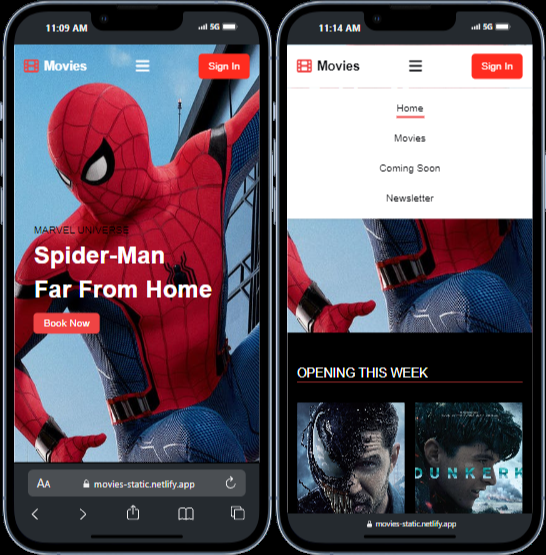 11:09 AM
5G
Movies
Sign In
MARVEL UNIVERSE
Spider-Man
Far From Home
Book Now
AA
movies-static.netlify.app
11:14 AM
5G
Movies
Sign In
Home
Movies
Coming Soon
Newsletter
OPENING THIS WEEK
DUNKERK
movies-static.netlify.app